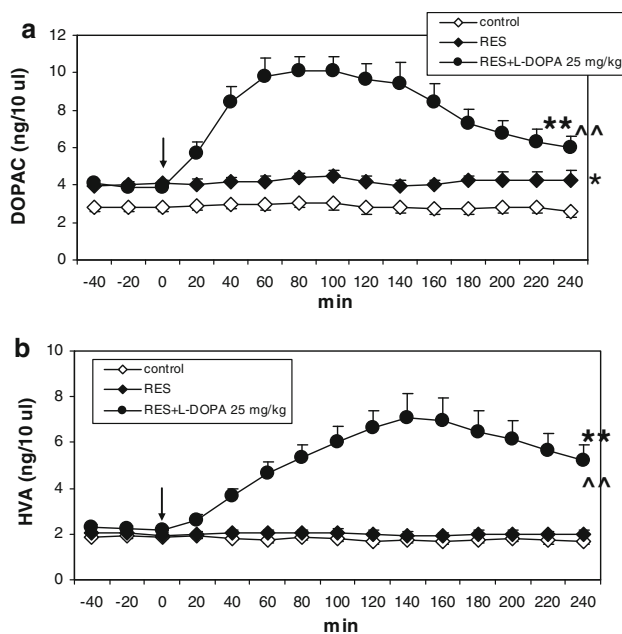 a
control
RES
RES+L-DOPA 25 mg/kg
DOPAC (ng/10 ul)
12
10
8
6
4
2
0
** ^^
*
-40 -20 0 20 40 60 80 100 120 140 160 180 200 220 240
min
b
control
RES
RES+L-DOPA 25 mg/kg
HVA (ng/10 ul)
10
8
6
4
2
0
**
^^
-40 -20 0 20 40 60 80 100 120 140 160 180 200 220 240
min